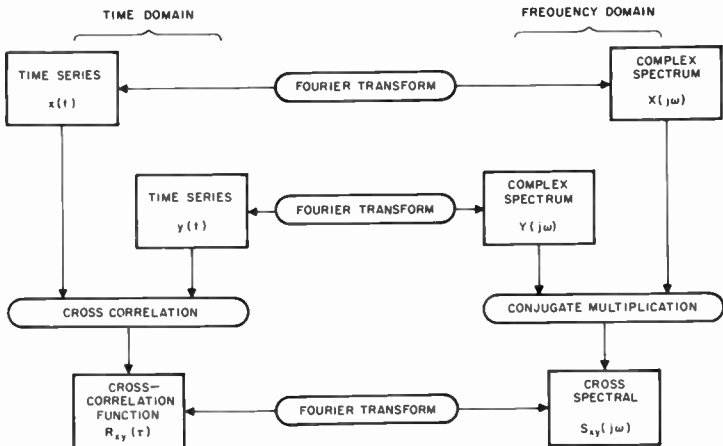 TIME DOMAIN
FREQUENCY DOMAIN
TIME SERIES
x(t)
FOURIER TRANSFORM
COMPLEX
SPECTRUM
X(jω)
TIME SERIES
y(t)
FOURIER TRANSFORM
COMPLEX
SPECTRUM
Y(jω)
CROSS CORRELATION
CONJUGATE MULTIPLICATION
CROSS–
CORRELATION
FUNCTION
Rxy(τ)
FOURIER TRANSFORM
CROSS
SPECTRAL
Sxy(jω)